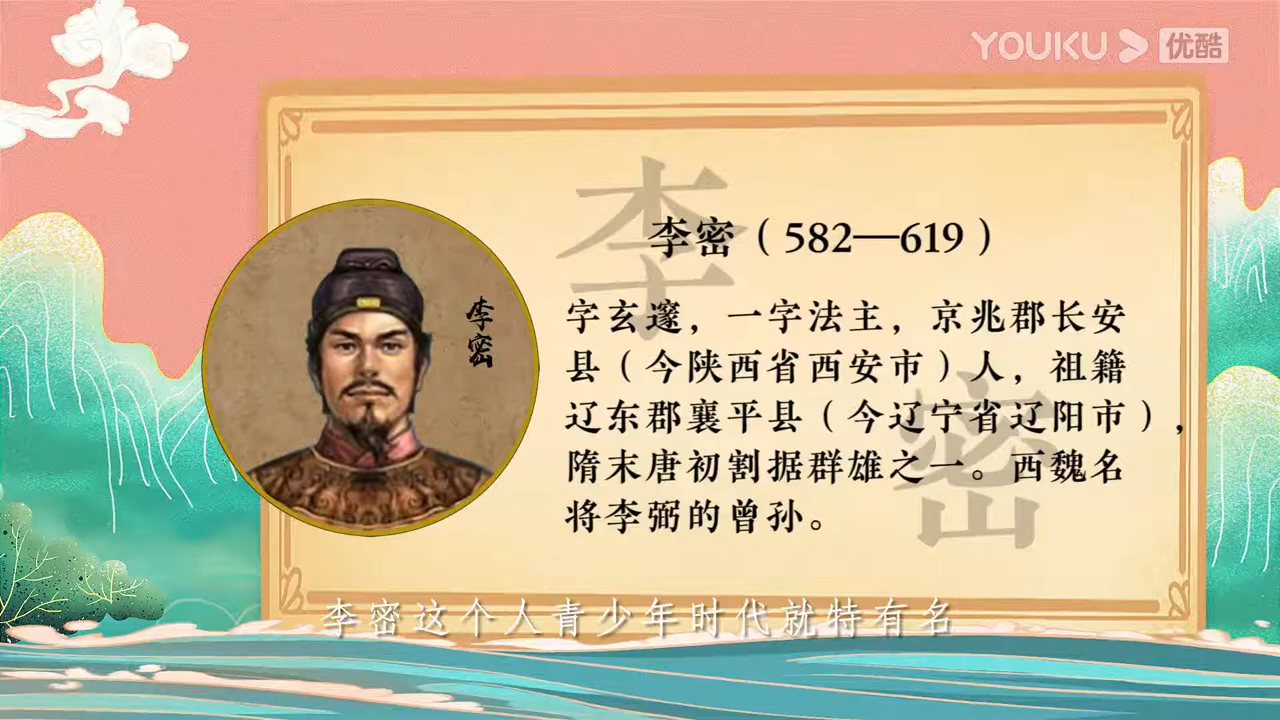 YOUKU 优酷
李密（582—619）
李密
字玄邃，一字法主，京兆郡长安
县（今陕西省西安市）人，祖籍
辽东郡襄平县（今辽宁省辽阳市），
隋末唐初割据群雄之一。西魏名
将李弼的曾孙。
李密
李密这个人青少年时代就特有名